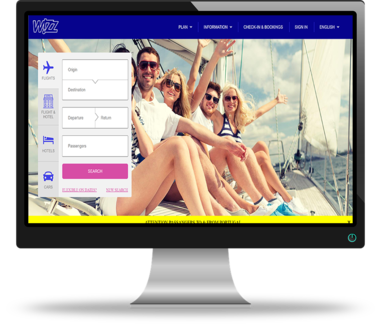 WIZZ
PLAN INFORMATION CHECK-IN & BOOKINGS SIGN IN ENGLISH
FLIGHTS
FLIGHT &
HOTEL
HOTELS
CARS
Origin
Destination
Departure Return
Passengers
SEARCH
NEW SEARCH
ATTENTION PASSENGERS TO & FROM PORTUGAL